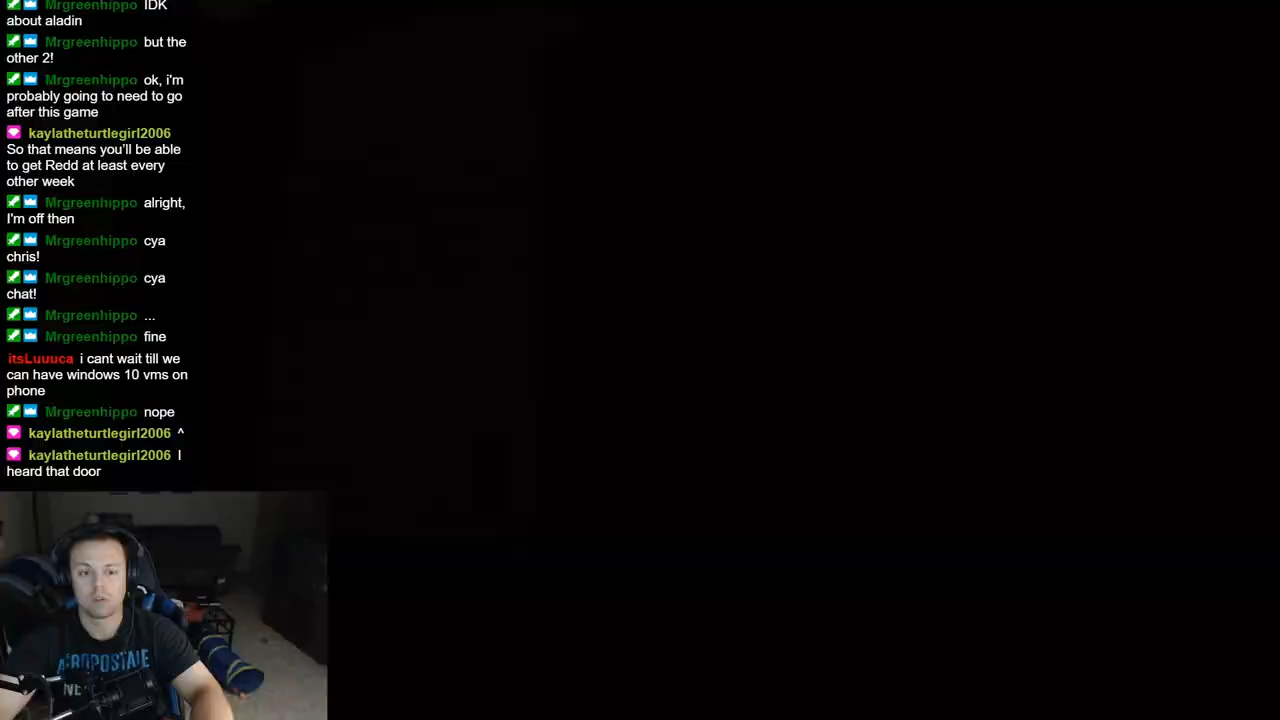 Mrgreenhippo IDK
about aladin
Mrgreenhippo but the
other 2!
Mrgreenhippo ok, i'm
probably going to need to go
after this game
kaylatheturtlegirl2006
So that means you'll be able
to get Redd at least every
other week
Mrgreenhippo alright,
I'm off then
Mrgreenhippo cya
chris!
Mrgreenhippo cya
chat!
Mrgreenhippo ...
Mrgreenhippo fine
itsLuuuca i cant wait till we
can have windows 10 vms on
phone
Mrgreenhippo nope
kaylatheturtlegirl2006 ^
kaylatheturtlegirl2006 I
heard that door
AEROPOSTALE
NE